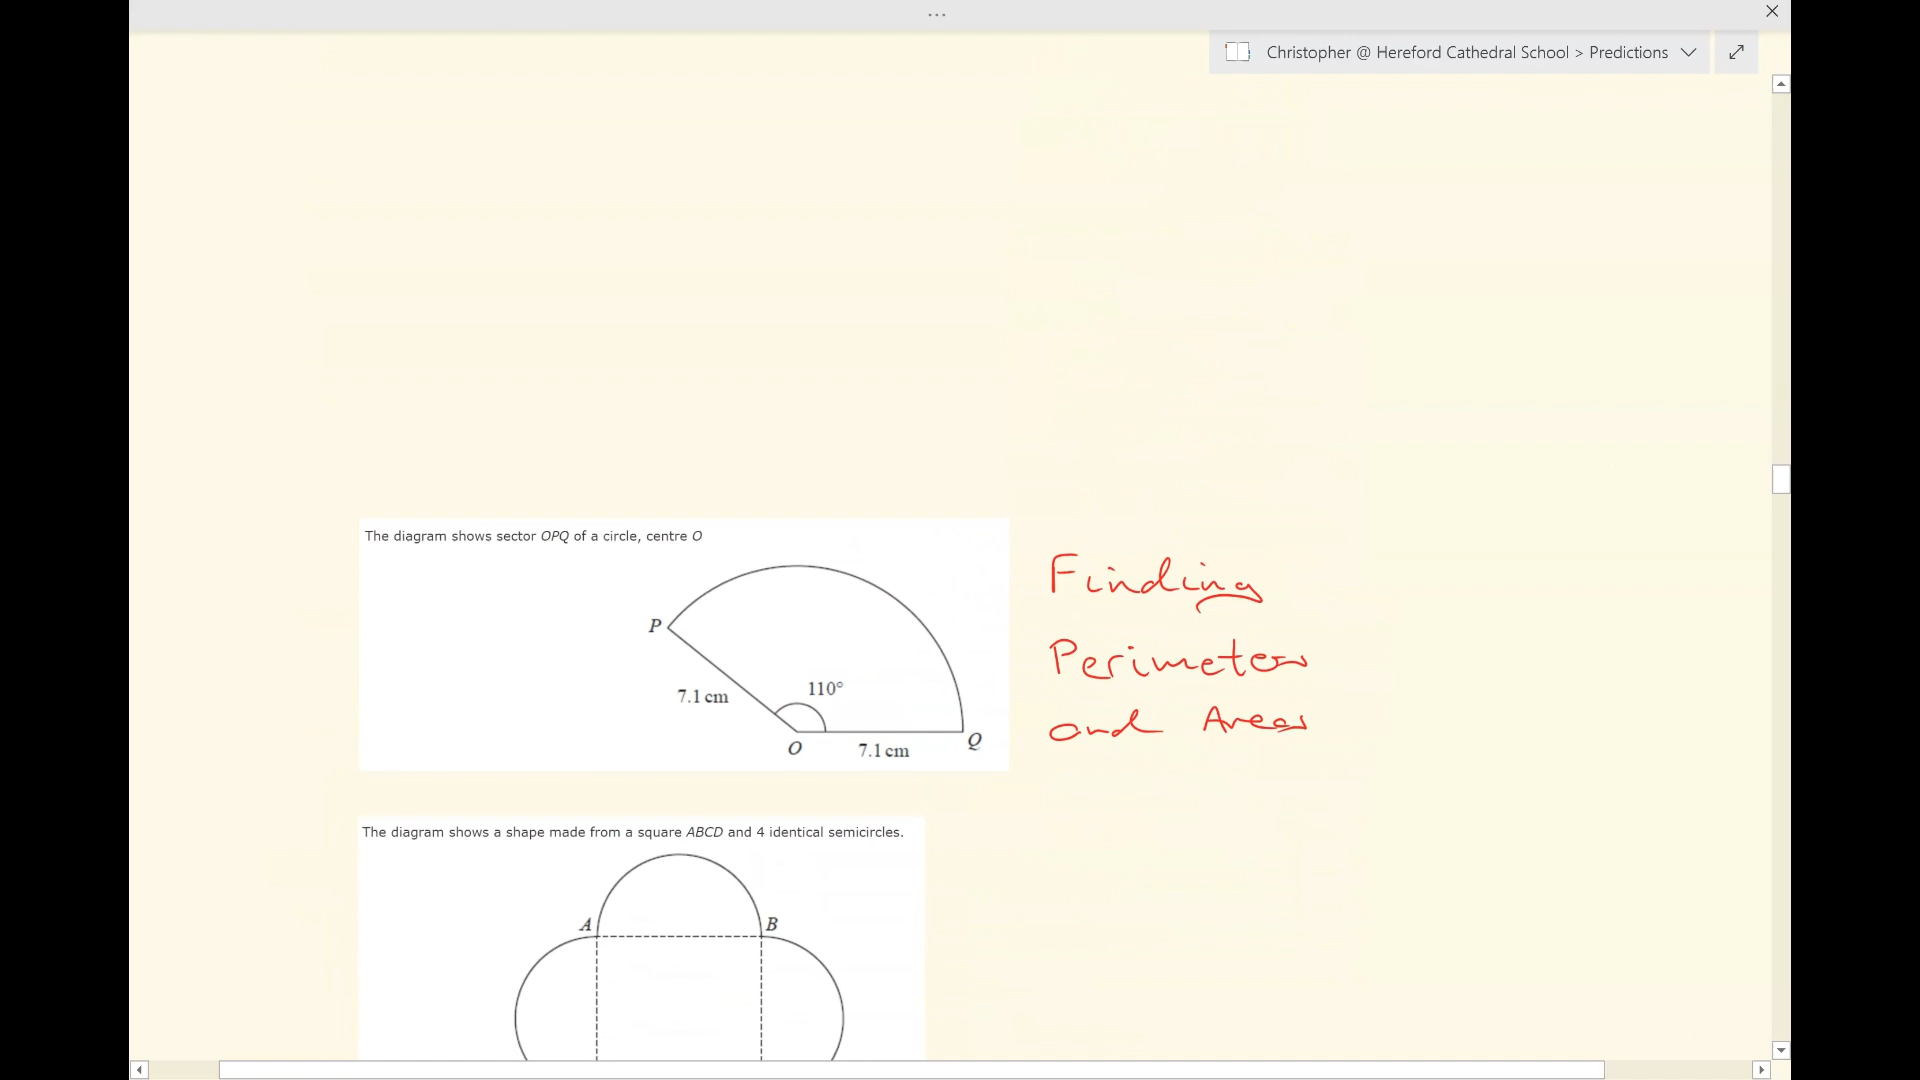 ...
Christopher @ Hereford Cathedral School > Predictions
The diagram shows sector OPQ of a circle, centre O
P
7.1 cm
110°
O
7.1 cm
Q
Finding
Perimeters
and Areas
The diagram shows a shape made from a square ABCD and 4 identical semicircles.
A
B